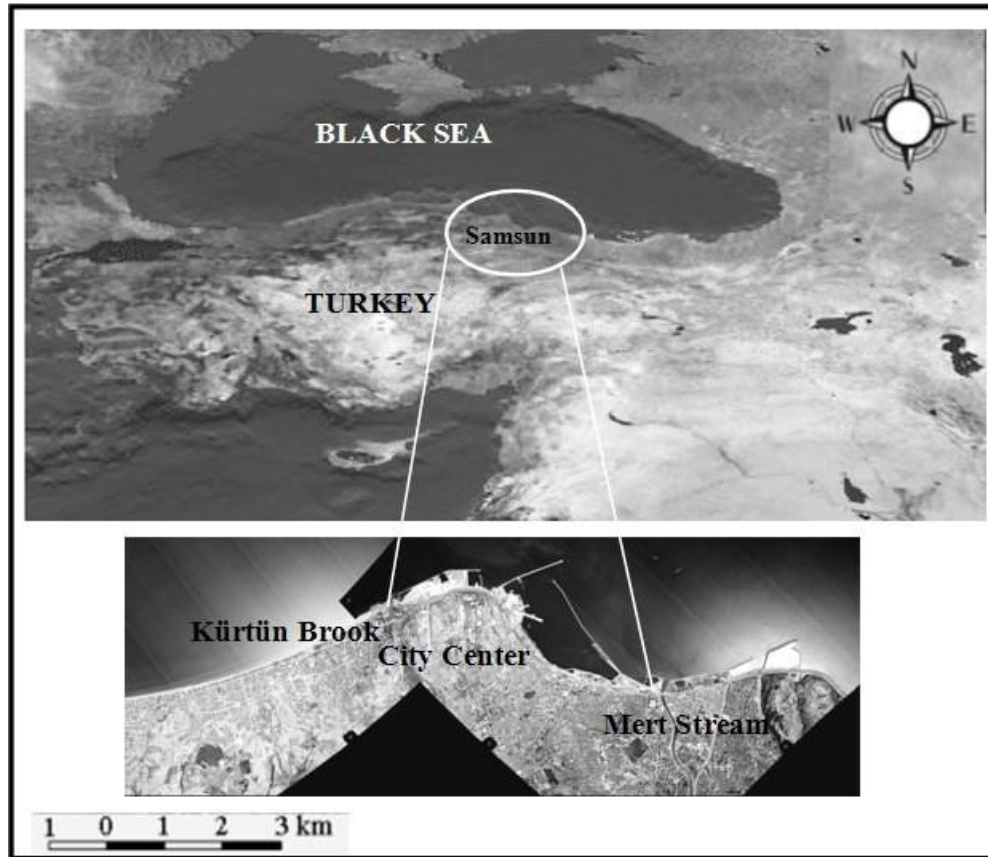 N
BLACK SEA
W E
S
Samsun
TURKEY
Kürtün Brook
City Center
Mert Stream
1 0 1 2 3 km